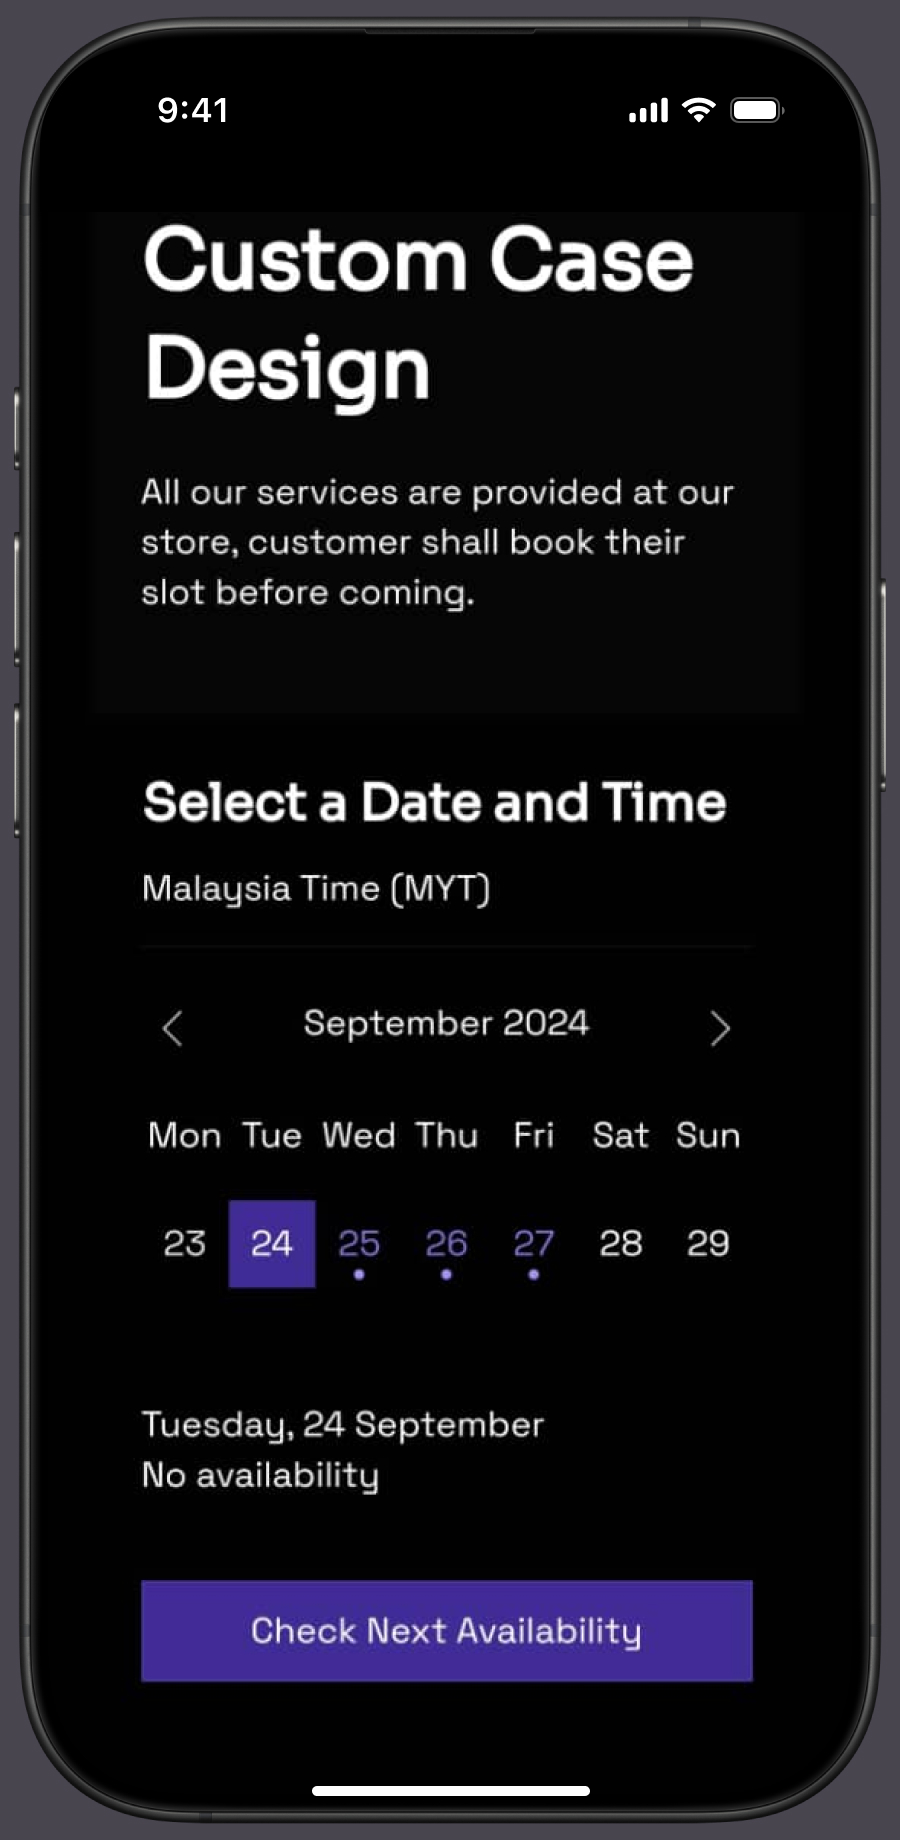 9:41
Custom Case
Design
All our services are provided at our
store, customer shall book their
slot before coming.
Select a Date and Time
Malaysia Time (MYT)
September 2024
Mon Tue Wed Thu Fri Sat Sun
23 24 25 26 27 28 29
Tuesday, 24 September
No availability
Check Next Availability